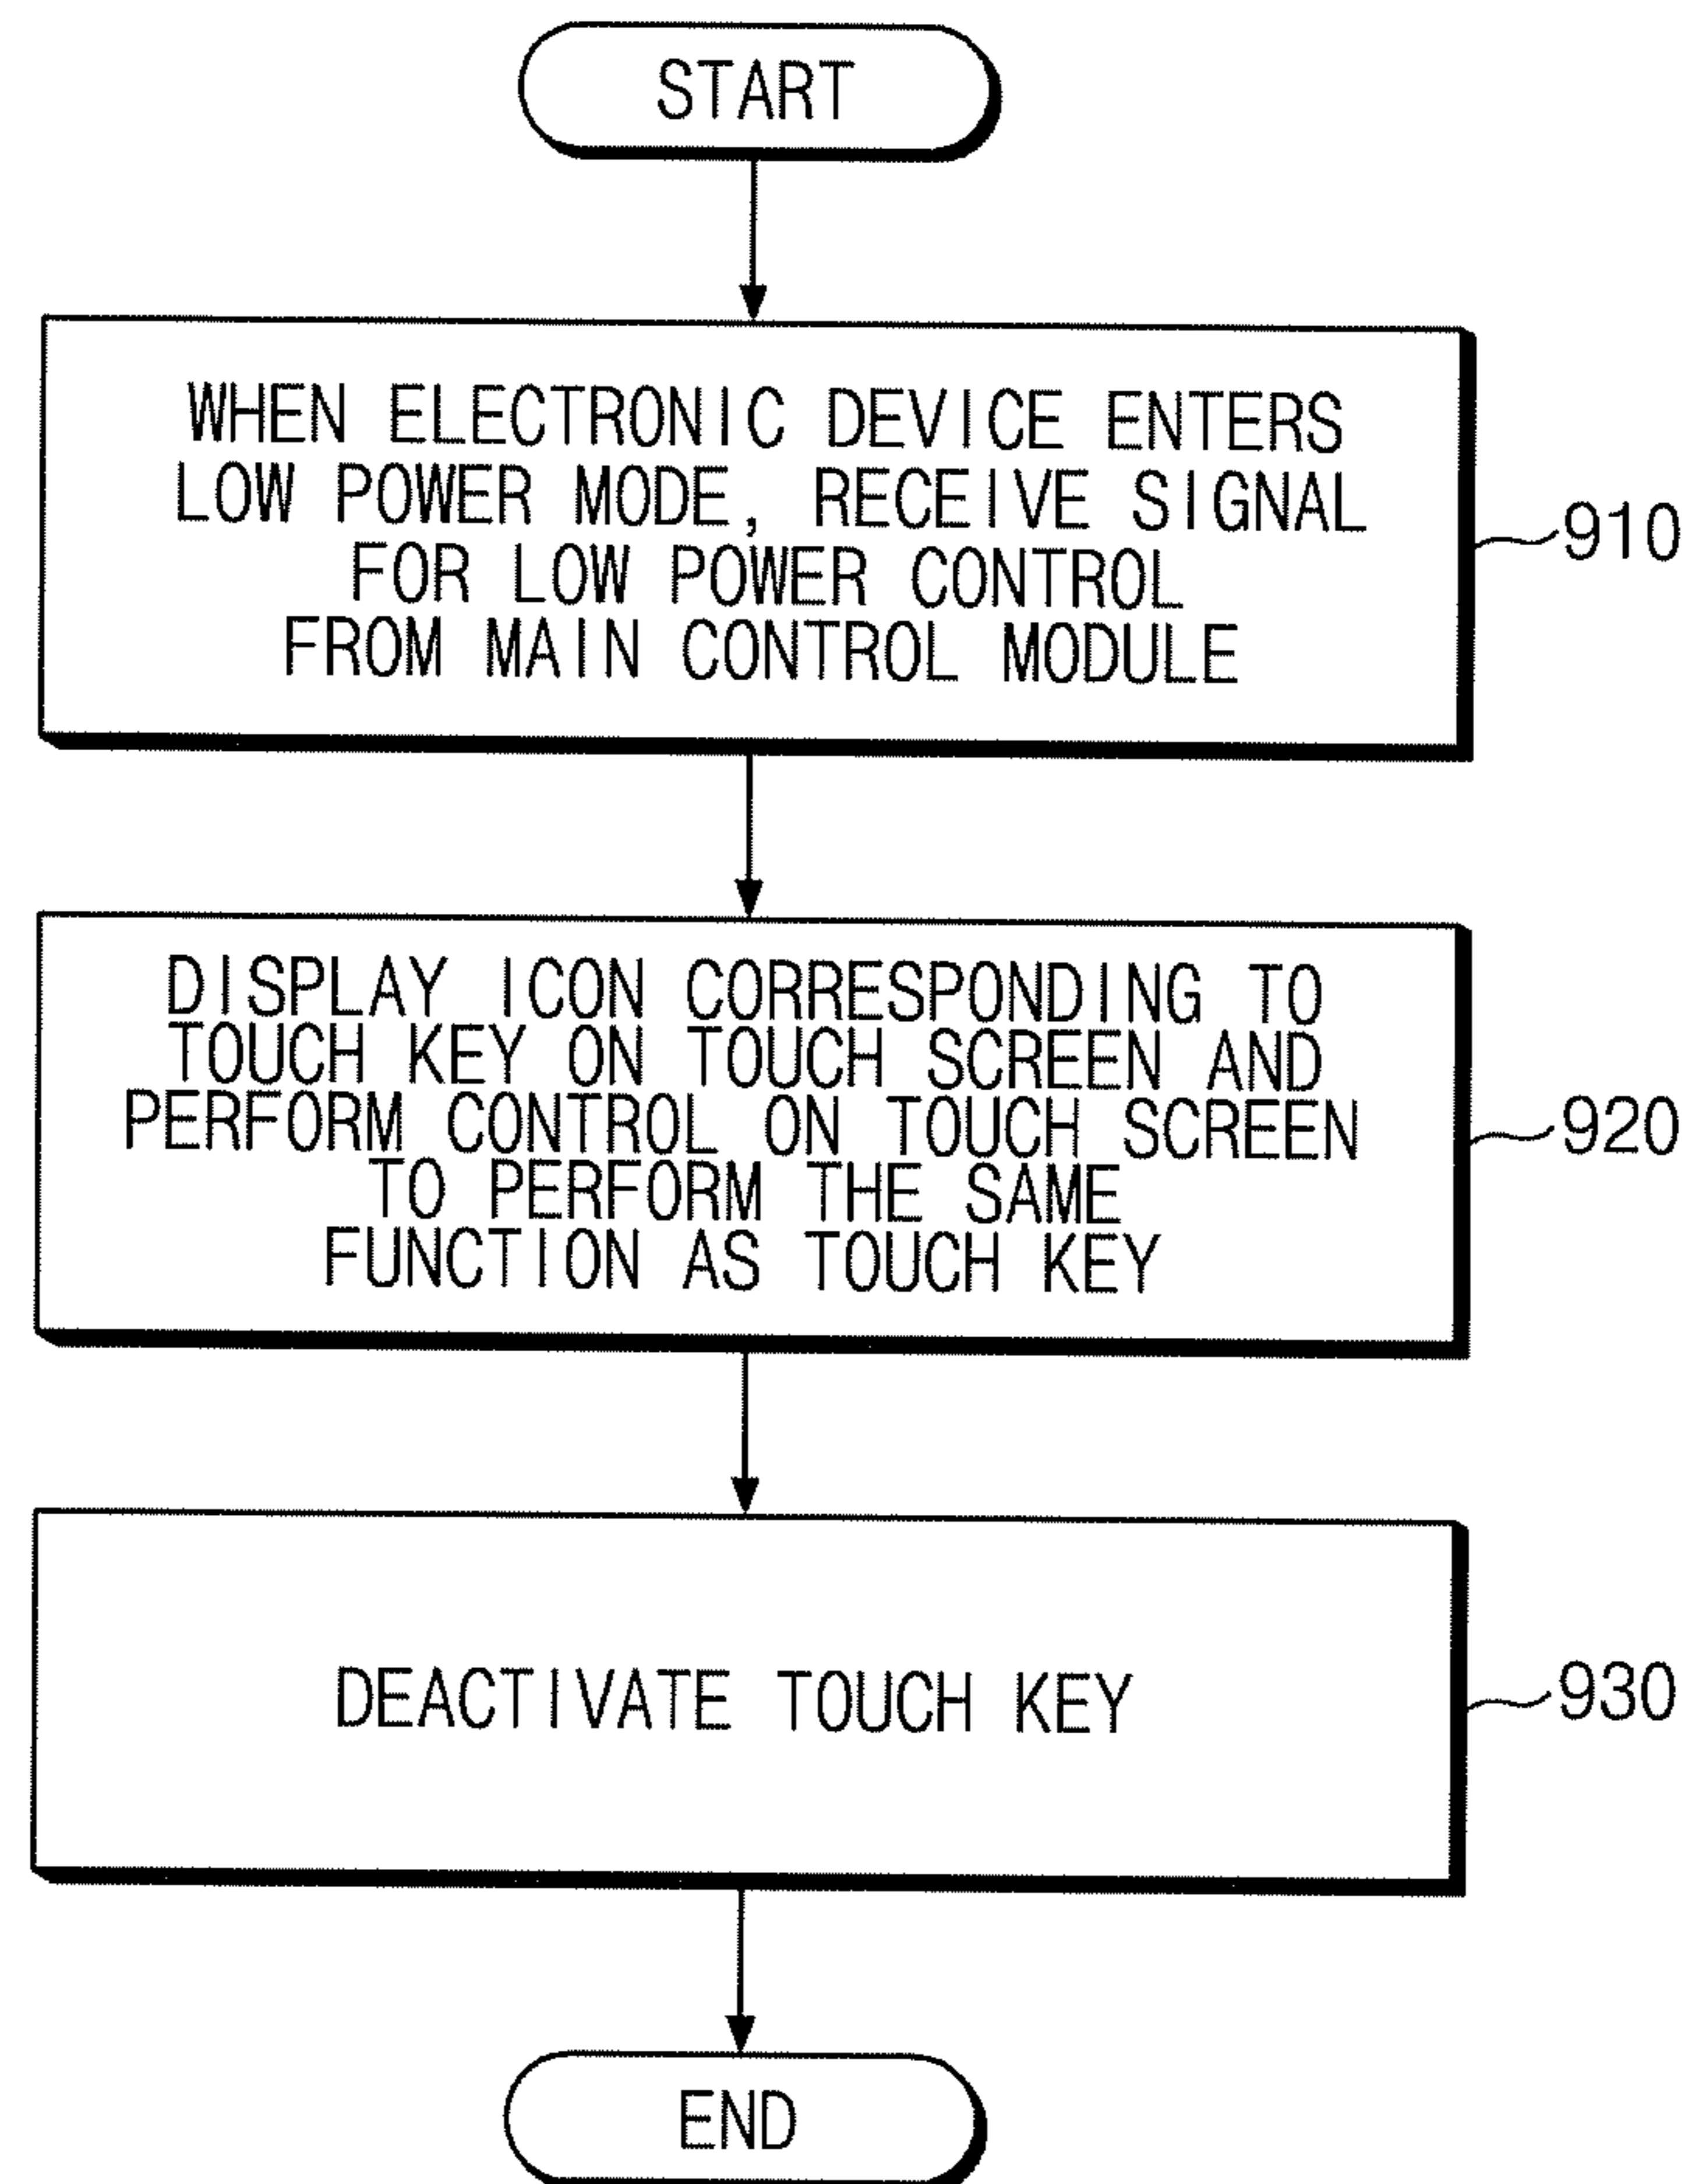 START
WHEN ELECTRONIC DEVICE ENTERS
LOW POWER MODE, RECEIVE SIGNAL
FOR LOW POWER CONTROL
FROM MAIN CONTROL MODULE
910
DISPLAY ICON CORRESPONDING TO
TOUCH KEY ON TOUCH SCREEN AND
PERFORM CONTROL ON TOUCH SCREEN
TO PERFORM THE SAME
FUNCTION AS TOUCH KEY
920
DEACTIVATE TOUCH KEY
930
END